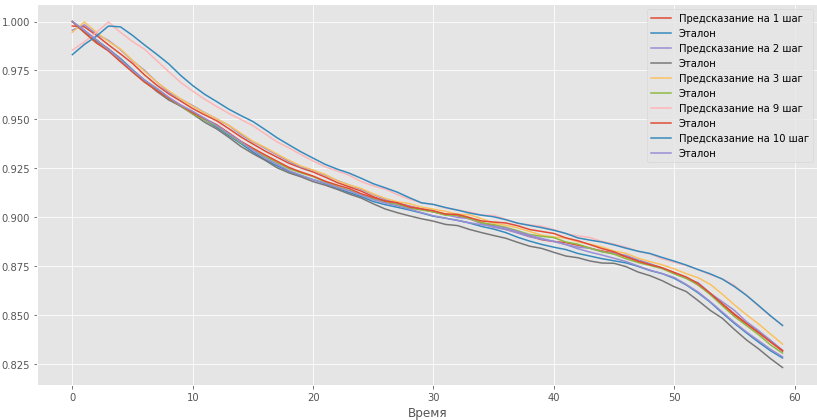 1.000
0.975
0.950
0.925
0.900
0.875
0.850
0.825
Предсказание на 1 шаг
Эталон
Предсказание на 2 шаг
Эталон
Предсказание на 3 шаг
Эталон
Предсказание на 9 шаг
Эталон
Предсказание на 10 шаг
Эталон
0 10 20 30 40 50 60
Время